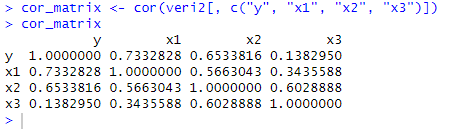 > cor_matrix <- cor(veri2[, c("y", "x1", "x2", "x3")])
> cor_matrix
y x1 x2 x3
y 1.0000000 0.7332828 0.6533816 0.1382950
x1 0.7332828 1.0000000 0.5663043 0.3435588
x2 0.6533816 0.5663043 1.0000000 0.6028888
x3 0.1382950 0.3435588 0.6028888 1.0000000
>